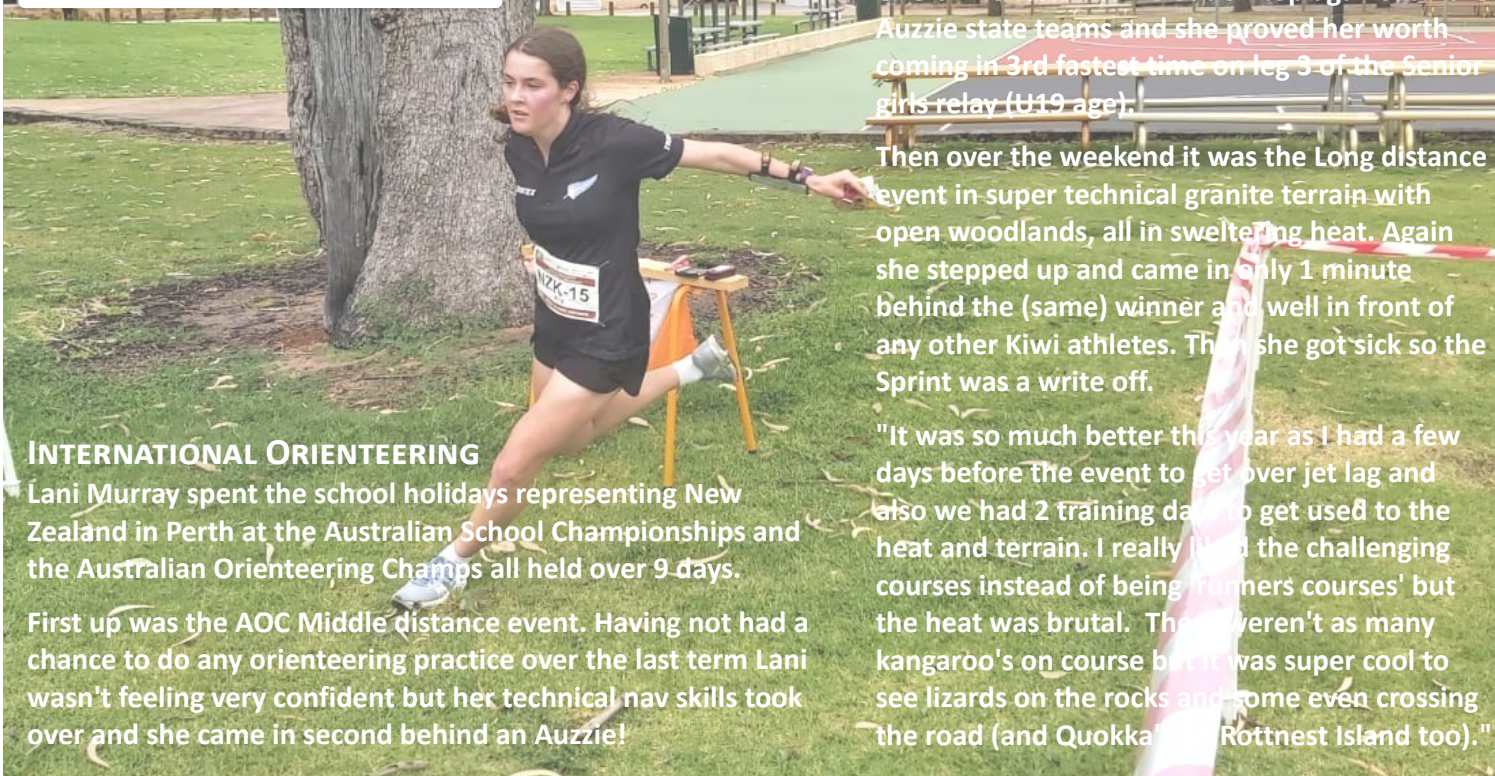 INTERNATIONAL ORIENTEERING
Lani Murray spent the school holidays representing New
Zealand in Perth at the Australian School Championships and
the Australian Orienteering Champs all held over 9 days.
First up was the AOC Middle distance event. Having not had a
chance to do any orienteering practice over the last term Lani
wasn't feeling very confident but her technical nav skills took
over and she came in second behind an Auzzie!
Auzzie state teams and she proved her worth
coming in 3rd fastest time on leg 3 of the Senior
girls relay (U19 age).
Then over the weekend it was the Long distance
event in super technical granite terrain with
open woodlands, all in sweltering heat. Again
she stepped up and came in only 1 minute
behind the (same) winner and well in front of
any other Kiwi athletes. Then she got sick so the
Sprint was a write off.
"It was so much better this year as I had a few
days before the event to get over jet lag and
also we had 2 training days to get used to the
heat and terrain. I really liked the challenging
courses instead of being 'runners courses' but
the heat was brutal. There weren't as many
kangaroo's on course but it was super cool to
see lizards on the rocks and some even crossing
the road (and Quokka's Rottnest Island too)."
NZK-15